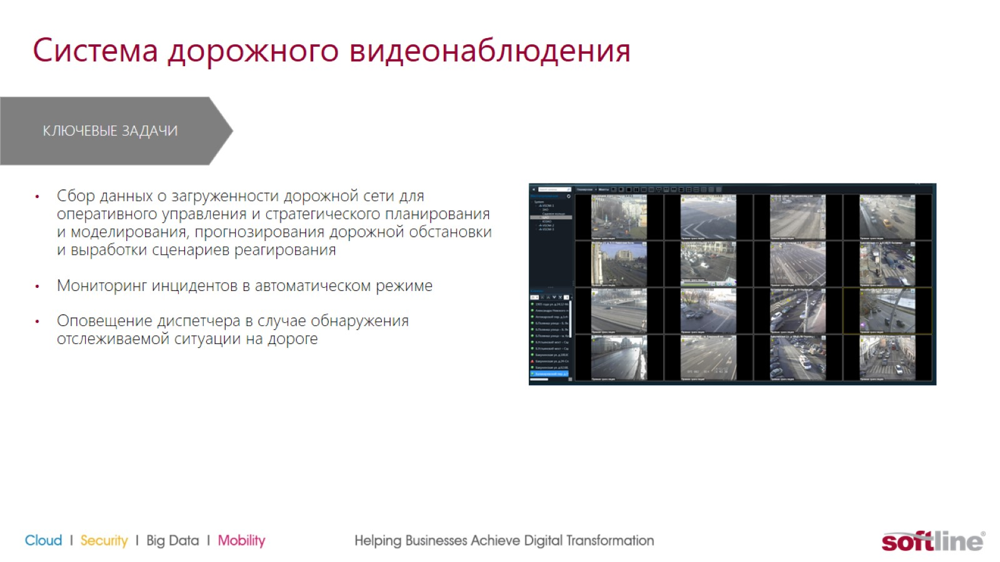 Система дорожного видеонаблюдения
КЛЮЧЕВЫЕ ЗАДАЧИ
• Сбор данных о загруженности дорожной сети для
оперативного управления и стратегического планирования
и моделирования, прогнозирования дорожной обстановки
и выработки сценариев реагирования
• Мониторинг инцидентов в автоматическом режиме
• Оповещение диспетчера в случае обнаружения
отслеживаемой ситуации на дороге
Cloud I Security I Big Data I Mobility
Helping Businesses Achieve Digital Transformation
softline®